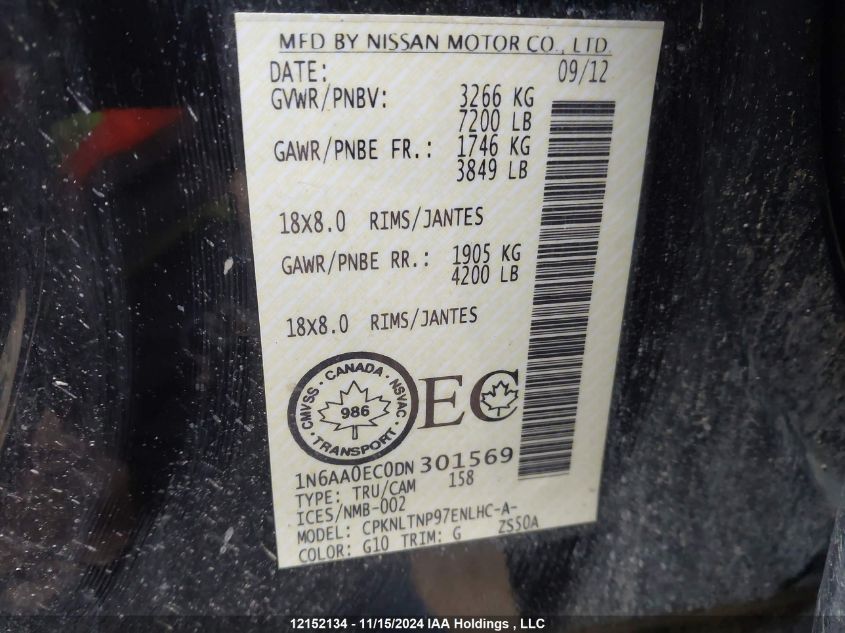 MFD BY NISSAN MOTOR CO., LTD.
DATE: 09/12
GVWR/PNBV: 3266 KG
7200 LB
GAWR/PNBE FR.: 1746 KG
3849 LB
18X8.0 RIMS/JANTES
GAWR/PNBE RR.: 1905 KG
4200 LB
18X8.0 RIMS/JANTES
CMVSS · CANADA · NSVAC · TRANSPORT ·
986
EC
1N6AA0EC0DN 301569
TYPE: TRU/CAM 158
ICES/NMB-002
MODEL: CPKNLTNP97ENLHC-A-
COLOR: G10 TRIM: G ZS50A
12152134 - 11/15/2024 IAA Holdings , LLC